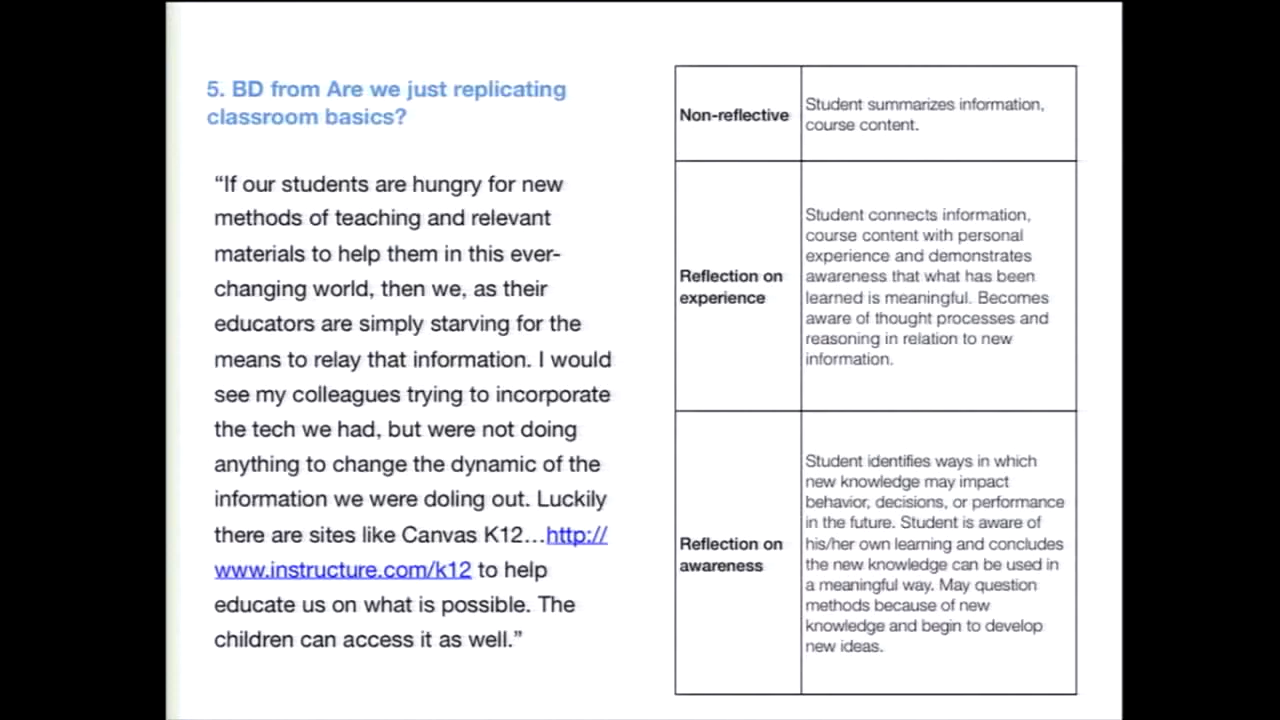 5. BD from Are we just replicating
classroom basics?
“If our students are hungry for new
methods of teaching and relevant
materials to help them in this ever-
changing world, then we, as their
educators are simply starving for the
means to relay that information. I would
see my colleagues trying to incorporate
the tech we had, but were not doing
anything to change the dynamic of the
information we were doling out. Luckily
there are sites like Canvas K12…http://
www.instructure.com/k12 to help
educate us on what is possible. The
children can access it as well.”
Non-reflective
Student summarizes information,
course content.
Reflection on
experience
Student connects information,
course content with personal
experience and demonstrates
awareness that what has been
learned is meaningful. Becomes
aware of thought processes and
reasoning in relation to new
information.
Reflection on
awareness
Student identifies ways in which
new knowledge may impact
behavior, decisions, or performance
in the future. Student is aware of
his/her own learning and concludes
the new knowledge can be used in
a meaningful way. May question
methods because of new
knowledge and begin to develop
new ideas.